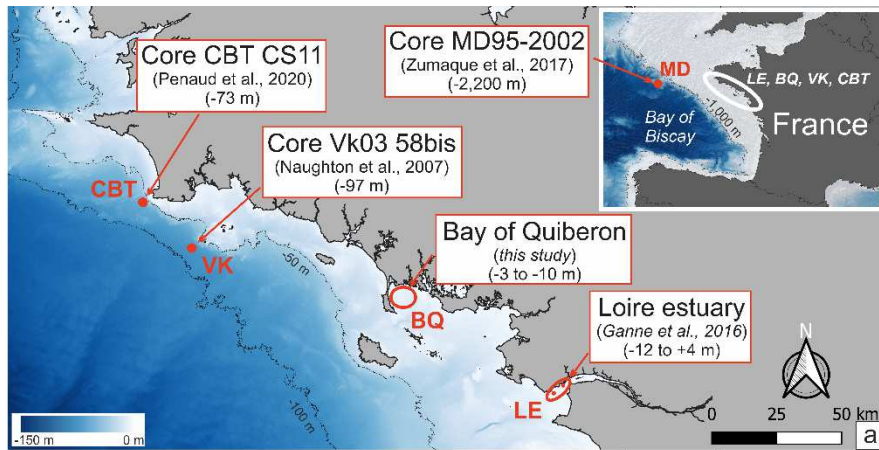 Core CBT CS11
(Penaud et al., 2020)
(-73 m)
Core MD95-2002
(Zumaque et al., 2017)
(-2,200 m)
MD
LE, BQ, VK, CBT
-1,000 m
Bay of
Biscay
France
Core Vk03 58bis
(Naughton et al., 2007)
(-97 m)
CBT
VK
-50 m
Bay of Quiberon
(this study)
(-3 to -10 m)
BQ
Loire estuary
(Ganne et al., 2016)
(-12 to +4 m)
LE
-100 m
N
-150 m
0 m
0
25
50 km
a